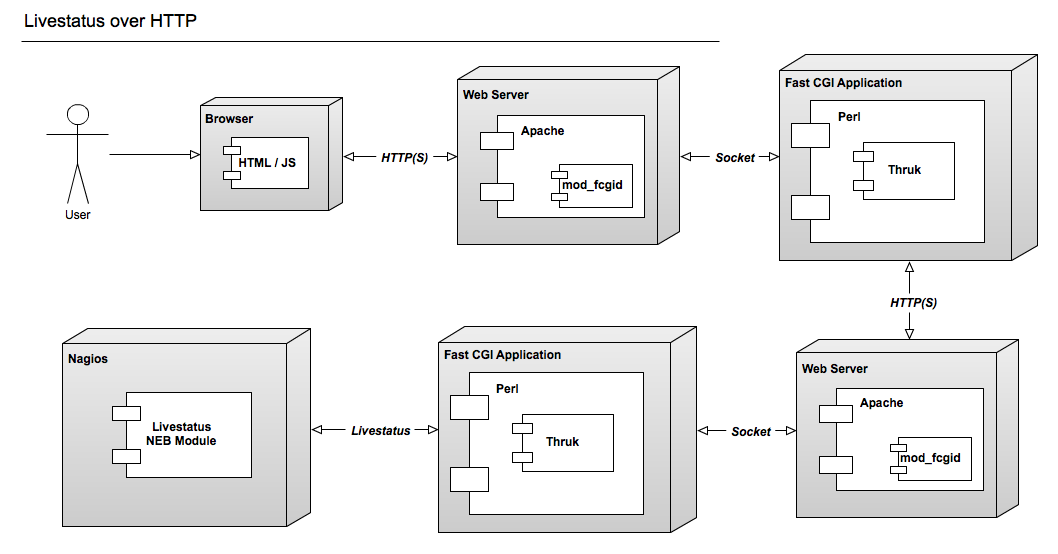 Livestatus over HTTP
User
Browser
HTML / JS
HTTP(S)
Web Server
Apache
mod_fcgid
Socket
Fast CGI Application
Perl
Thruk
HTTP(S)
Nagios
Livestatus
NEB Module
Livestatus
Fast CGI Application
Perl
Thruk
Socket
Web Server
Apache
mod_fcgid